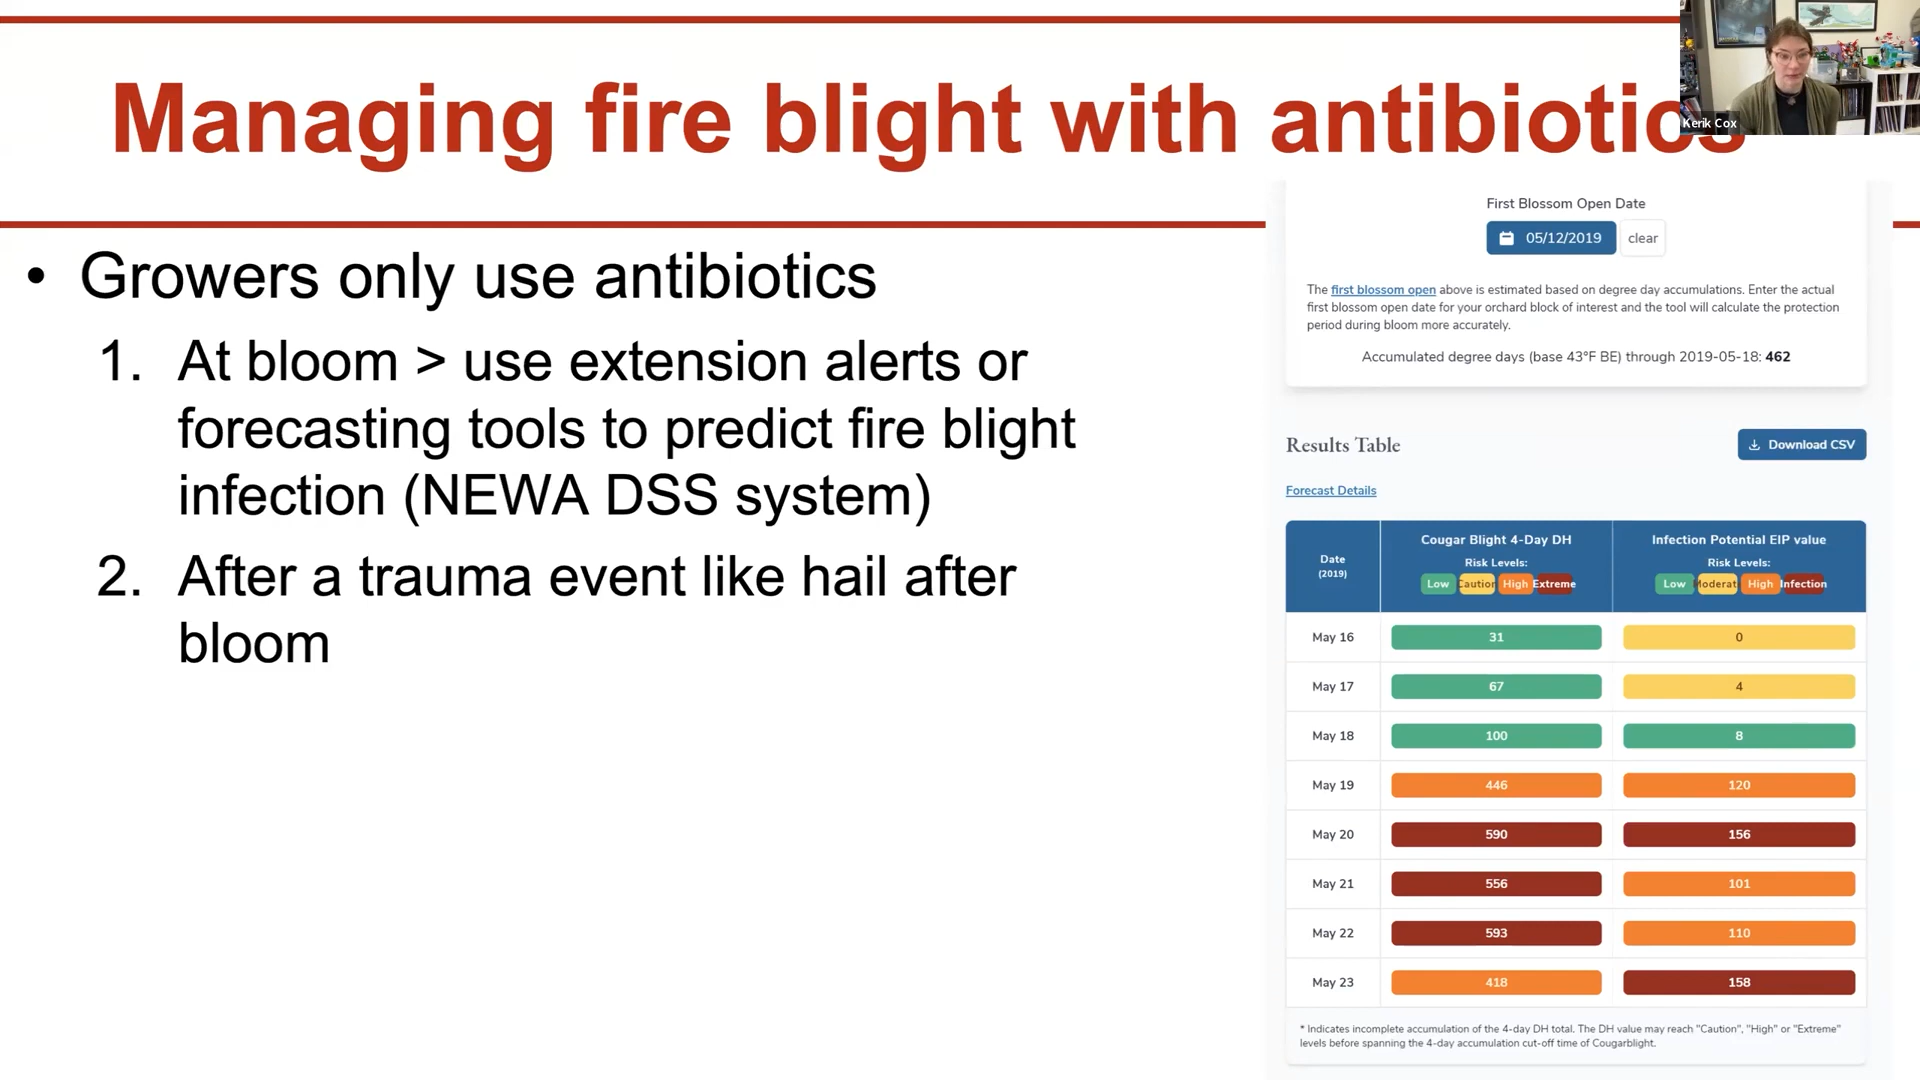 Managing fire blight with antibiotics
Kerik Cox
• Growers only use antibiotics
1. At bloom > use extension alerts or
forecasting tools to predict fire blight
infection (NEWA DSS system)
2. After a trauma event like hail after
bloom
First Blossom Open Date
05/12/2019 clear
The first blossom open above is estimated based on degree day accumulations. Enter the actual
first blossom open date for your orchard block of interest and the tool will calculate the protection
period during bloom more accurately.
Accumulated degree days (base 43°F BE) through 2019-05-18: 462
Results Table
Download CSV
Forecast Details
Date
(2019)
Cougar Blight 4-Day DH
Risk Levels:
Low Caution High Extreme
Infection Potential EIP value
Risk Levels:
Low Moderat High Infection
May 16 31 0
May 17 67 4
May 18 100 8
May 19 446 120
May 20 590 156
May 21 556 101
May 22 593 110
May 23 418 158
* Indicates incomplete accumulation of the 4-day DH total. The DH value may reach "Caution", "High" or "Extreme"
levels before spanning the 4-day accumulation cut-off time of Cougarblight.